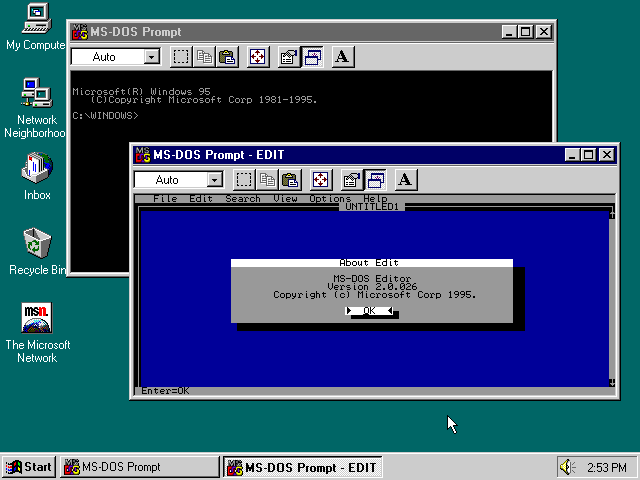 My Compute
Network
Neighborhoo
Inbox
Recycle Bin
msn
The Microsoft
Network
MS-DOS Prompt
Auto
A
Microsoft(R) Windows 95
(C)Copyright Microsoft Corp 1981-1995.
C:\WINDOWS>
MS-DOS Prompt - EDIT
Auto
A
File Edit Search View Options Help
UNTITLED1
About Edit
MS-DOS Editor
Version 2.0.026
Copyright (c) Microsoft Corp 1995.
OK
Enter=OK
Start
MS-DOS Prompt
MS-DOS Prompt - EDIT
2:53 PM